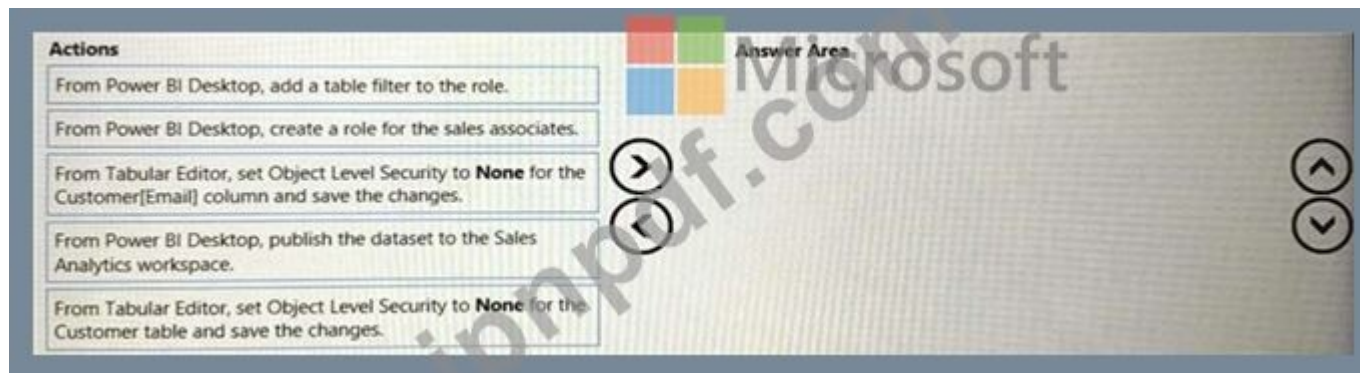 Actions
Answer Area
Microsoft
From Power BI Desktop, add a table filter to the role.
From Power BI Desktop, create a role for the sales associates.
From Tabular Editor, set Object Level Security to None for the
Customer[Email] column and save the changes.
From Power BI Desktop, publish the dataset to the Sales
Analytics workspace.
From Tabular Editor, set Object Level Security to None for the
Customer table and save the changes.